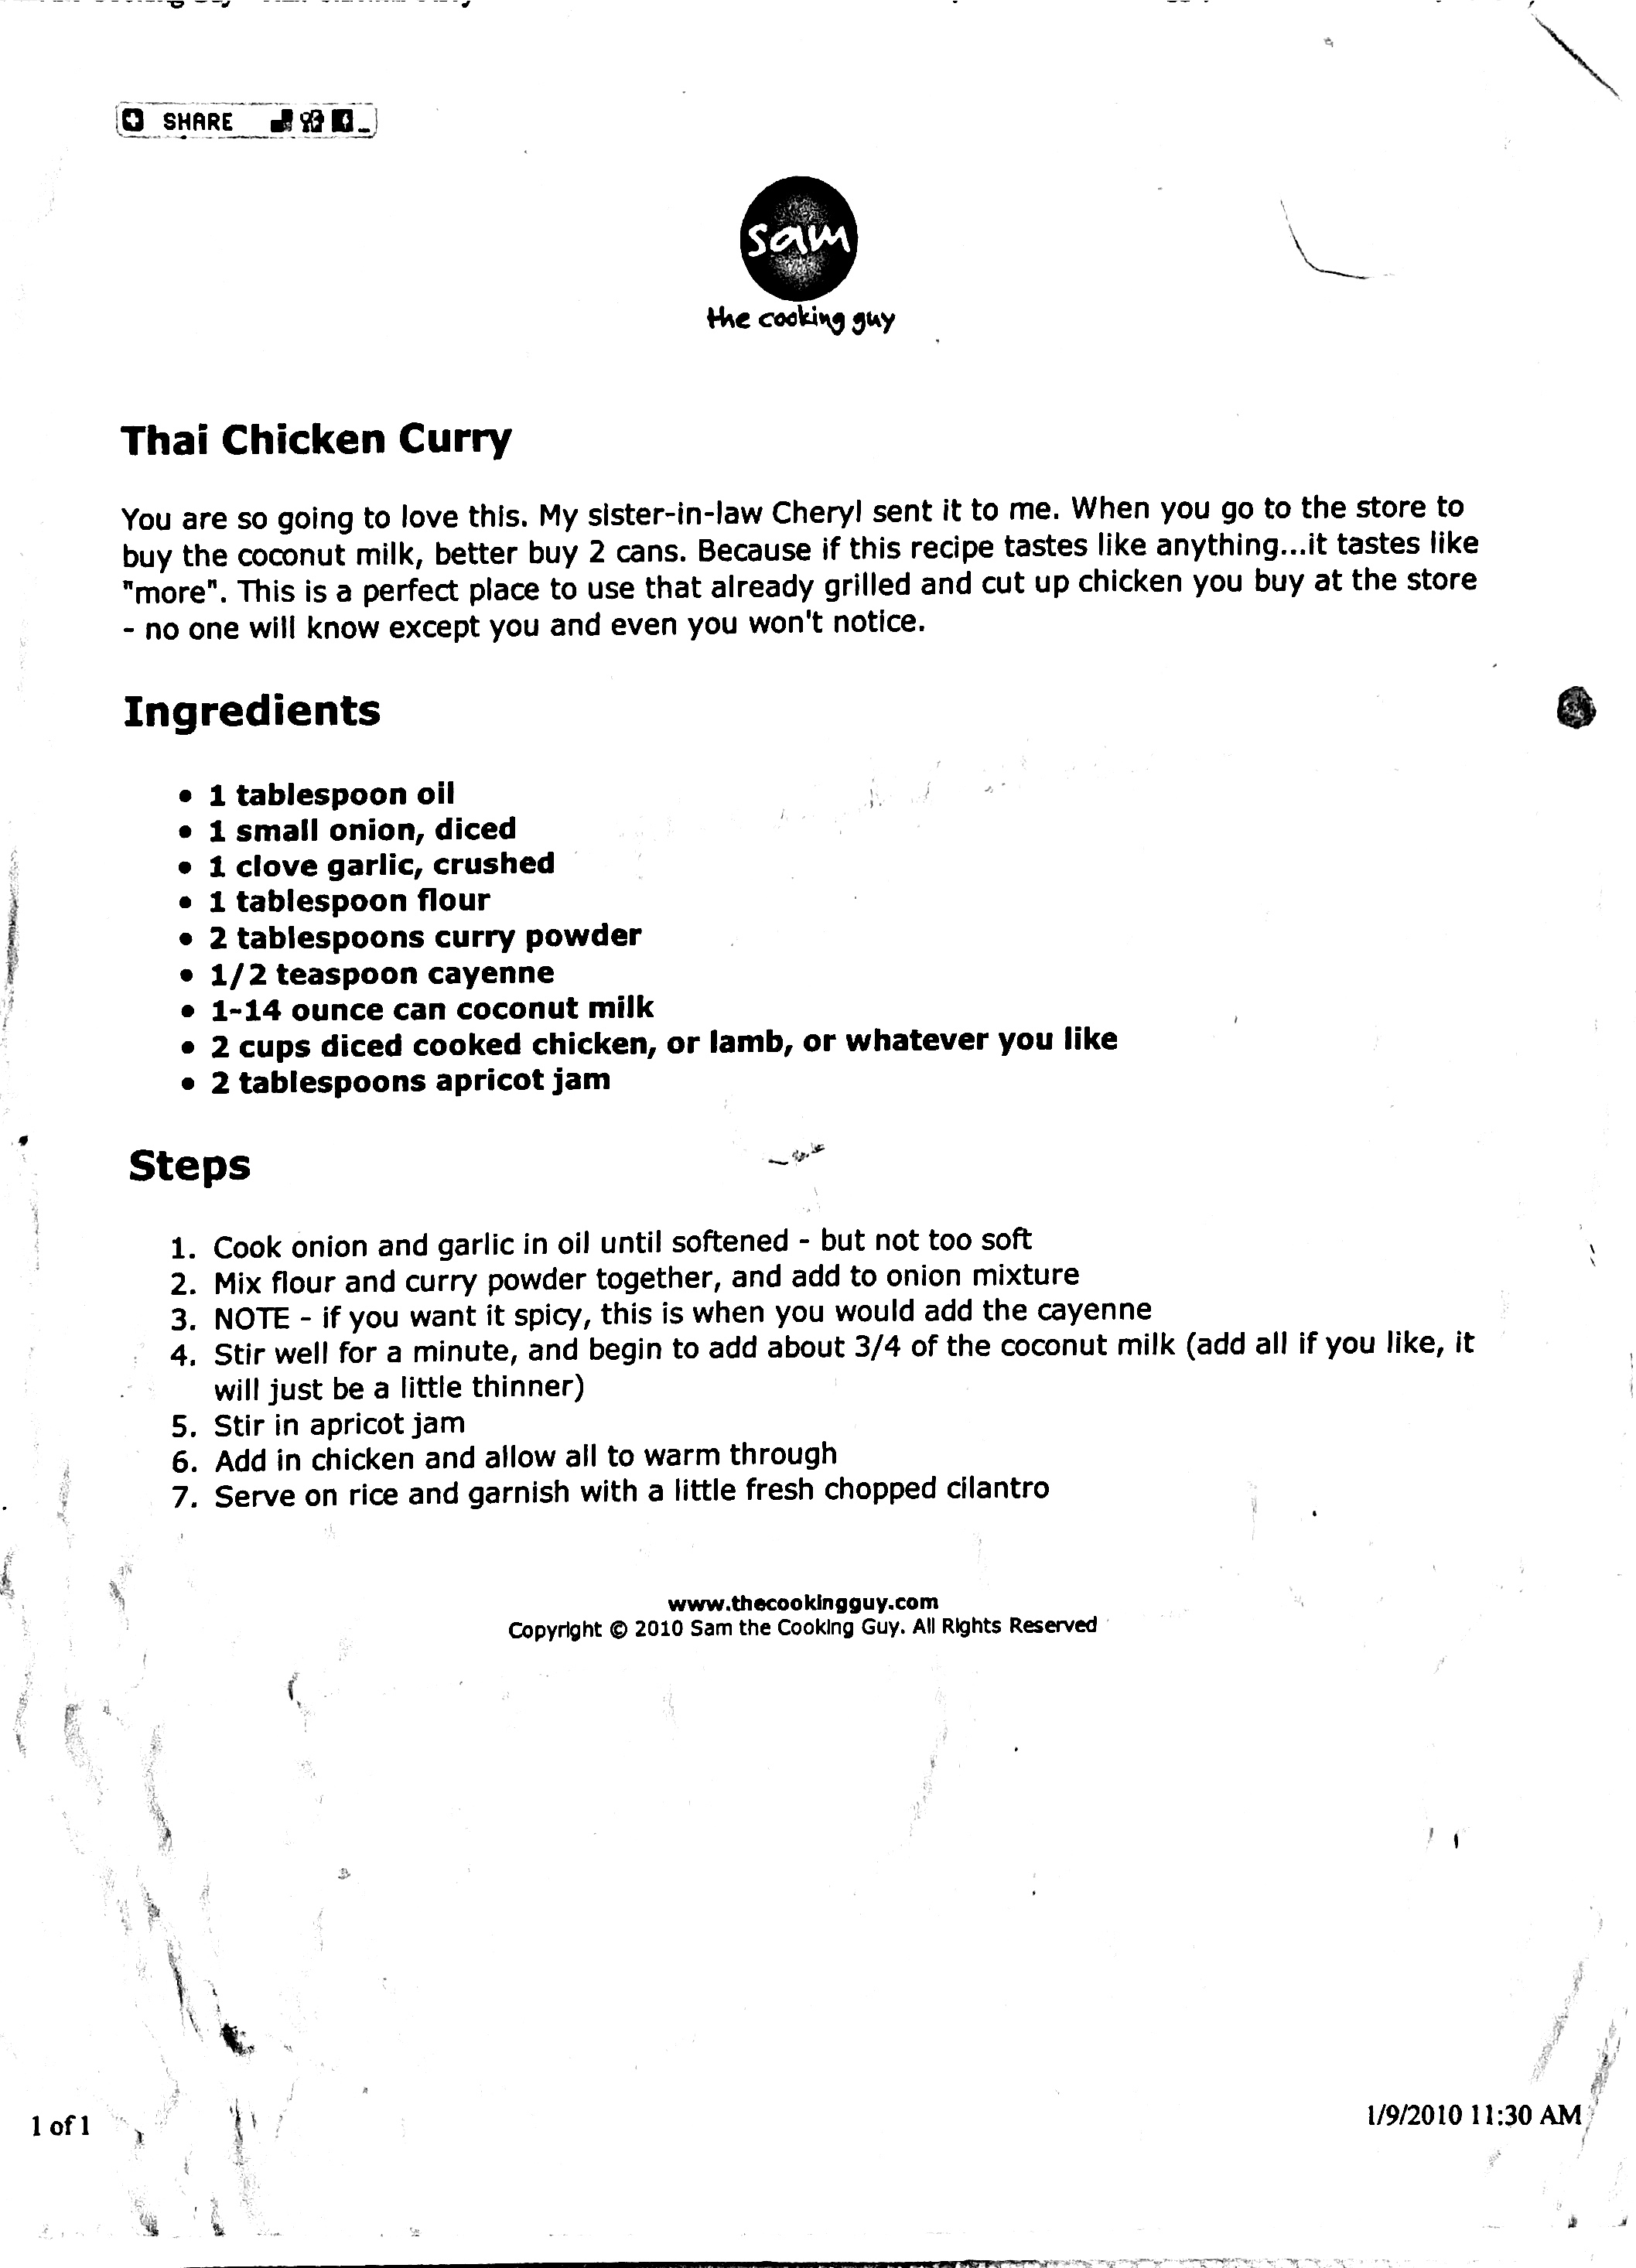 SHARE
sam
the cooking guy
Thai Chicken Curry
You are so going to love this. My sister-in-law Cheryl sent it to me. When you go to the store to
buy the coconut milk, better buy 2 cans. Because if this recipe tastes like anything...it tastes like
"more". This is a perfect place to use that already grilled and cut up chicken you buy at the store
- no one will know except you and even you won't notice.
Ingredients
• 1 tablespoon oil
• 1 small onion, diced
• 1 clove garlic, crushed
• 1 tablespoon flour
• 2 tablespoons curry powder
• 1/2 teaspoon cayenne
• 1-14 ounce can coconut milk
• 2 cups diced cooked chicken, or lamb, or whatever you like
• 2 tablespoons apricot jam
Steps
1. Cook onion and garlic in oil until softened - but not too soft
2. Mix flour and curry powder together, and add to onion mixture
3. NOTE - if you want it spicy, this is when you would add the cayenne
4. Stir well for a minute, and begin to add about 3/4 of the coconut milk (add all if you like, it
will just be a little thinner)
5. Stir in apricot jam
6. Add in chicken and allow all to warm through
7. Serve on rice and garnish with a little fresh chopped cilantro
www.thecookingguy.com
Copyright © 2010 Sam the Cooking Guy. All Rights Reserved
1 of 1
1/9/2010 11:30 AM